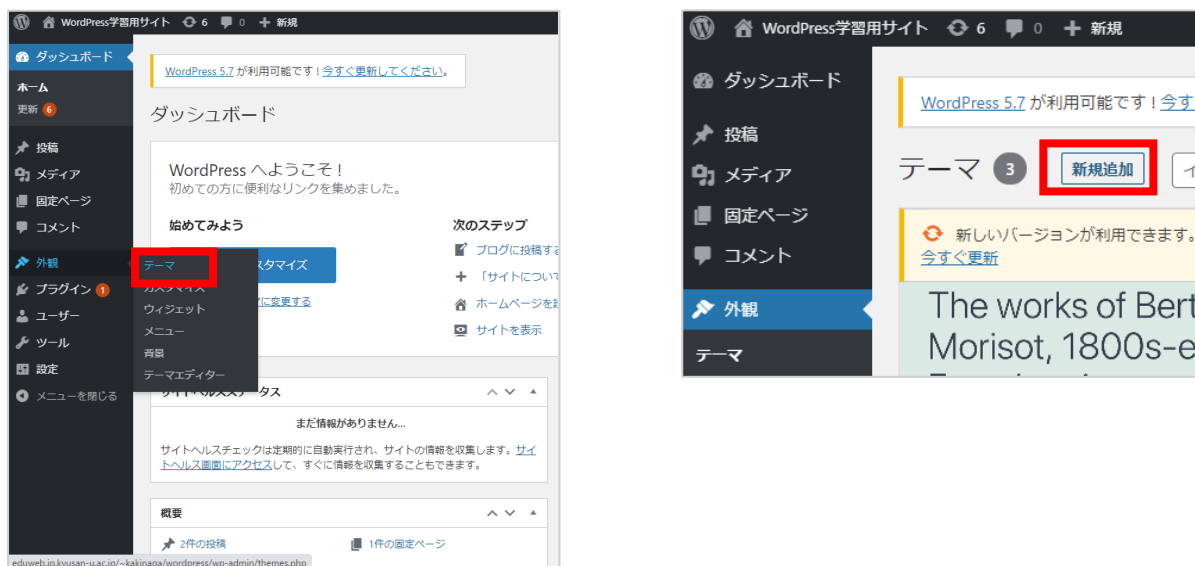 WordPress学習用サイト 6 0 新規
ダッシュボード
ホーム
更新 6
投稿
メディア
固定ページ
コメント
外観
プラグイン 1
ユーザー
ツール
設定
メニューを閉じる
テーマ
カスタマイズ
ウィジェット
メニュー
背景
テーマエディター
WordPress 5.7 が利用可能です ! 今すぐ更新してください。
ダッシュボード
WordPress へようこそ !
初めての方に便利なリンクを集めました。
始めてみよう
スタマイズ
に変更する
次のステップ
ブログに投稿する
「サイトについて
ホームページを
サイトを表示
サイトヘルスステータス
まだ情報がありません...
サイトヘルスチェックは定期的に自動実行され、サイトの情報を収集します。サイ
トヘルス画面にアクセスして、すぐに情報を収集することもできます。
概要
2件の投稿
1件の固定ページ
eduweb.ip.kyusan-u.ac.jp/~kakinaga/wordpress/wp-admin/themes.php
WordPress学習用サイト 6 0 新規
ダッシュボード
投稿
メディア
固定ページ
コメント
外観
テーマ
WordPress 5.7 が利用可能です ! 今す
テーマ 3 新規追加
新しいバージョンが利用できます。
今すぐ更新
The works of Bert
Morisot, 1800s-e